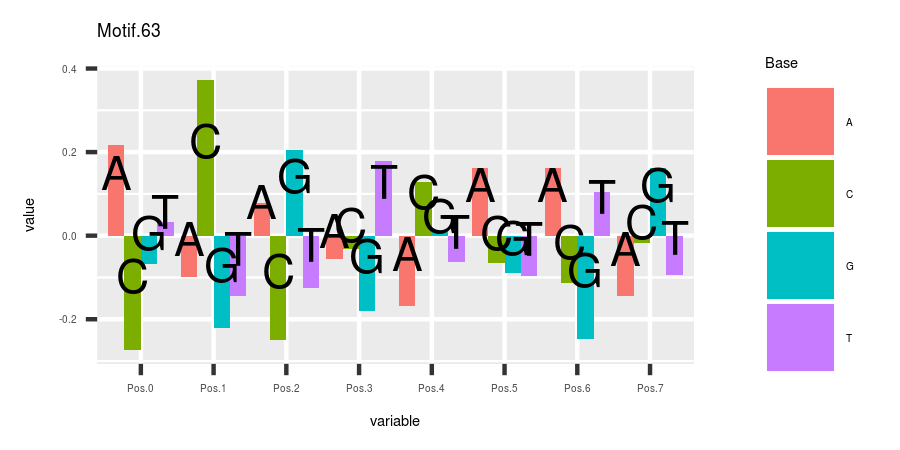 Motif.63
Base
0.4
0.2
0.0
-0.2
value
A C G T A C G T A C G T A C G T A C G T A C G T A C G T A C G T
Pos.0 Pos.1 Pos.2 Pos.3 Pos.4 Pos.5 Pos.6 Pos.7
variable
A
C
G
T